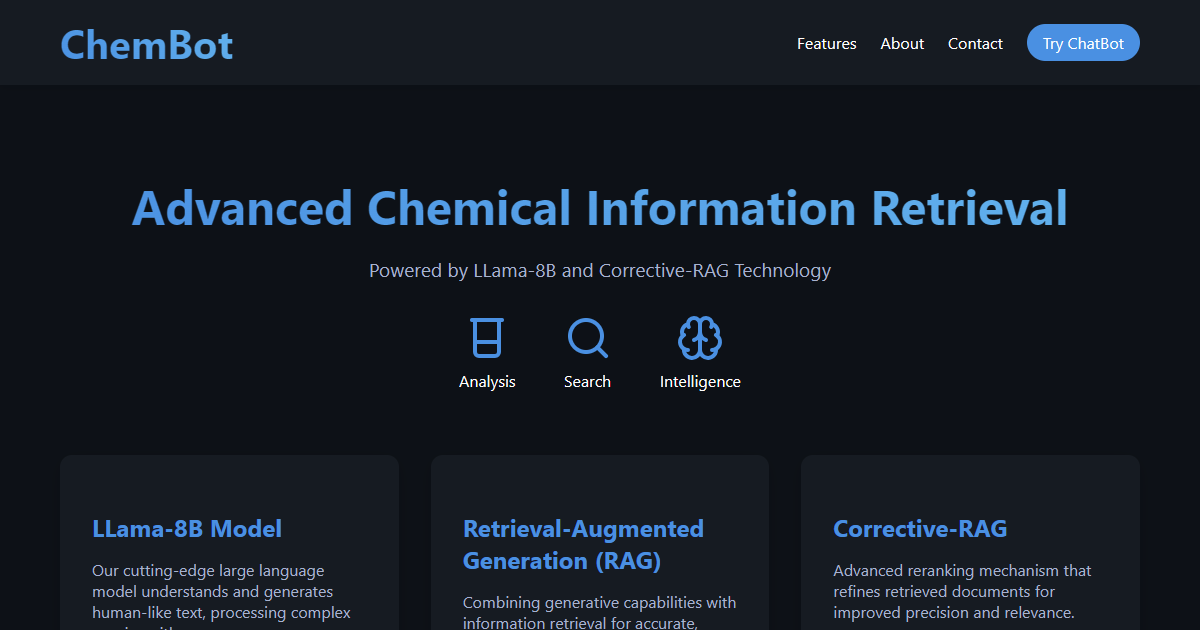 ChemBot
Features About Contact Try ChatBot
Advanced Chemical Information Retrieval
Powered by LLama-8B and Corrective-RAG Technology
Analysis Search Intelligence
LLama-8B Model
Our cutting-edge large language
model understands and generates
human-like text, processing complex
Retrieval-Augmented
Generation (RAG)
Combining generative capabilities with
information retrieval for accurate,
Corrective-RAG
Advanced reranking mechanism that
refines retrieved documents for
improved precision and relevance.